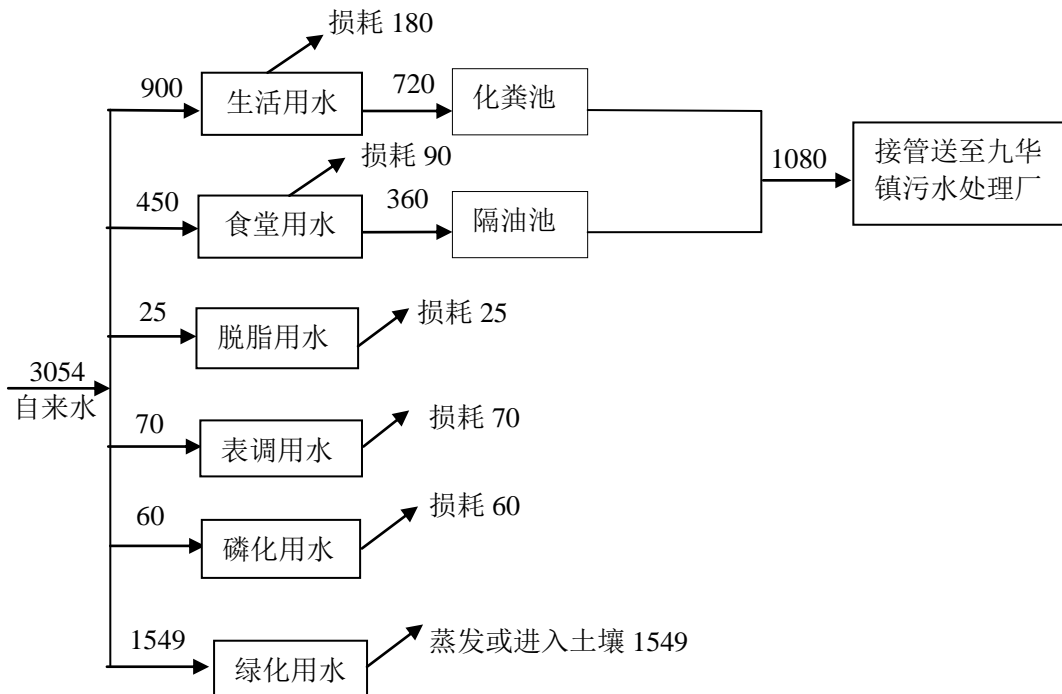 损耗 180
900
生活用水
720
化粪池
损耗 90
450
食堂用水
360
隔油池
1080
接管送至九华
镇污水处理厂
25
脱脂用水
损耗 25
3054
自来水
70
表调用水
损耗 70
60
磷化用水
损耗 60
1549
绿化用水
蒸发或进入土壤 1549